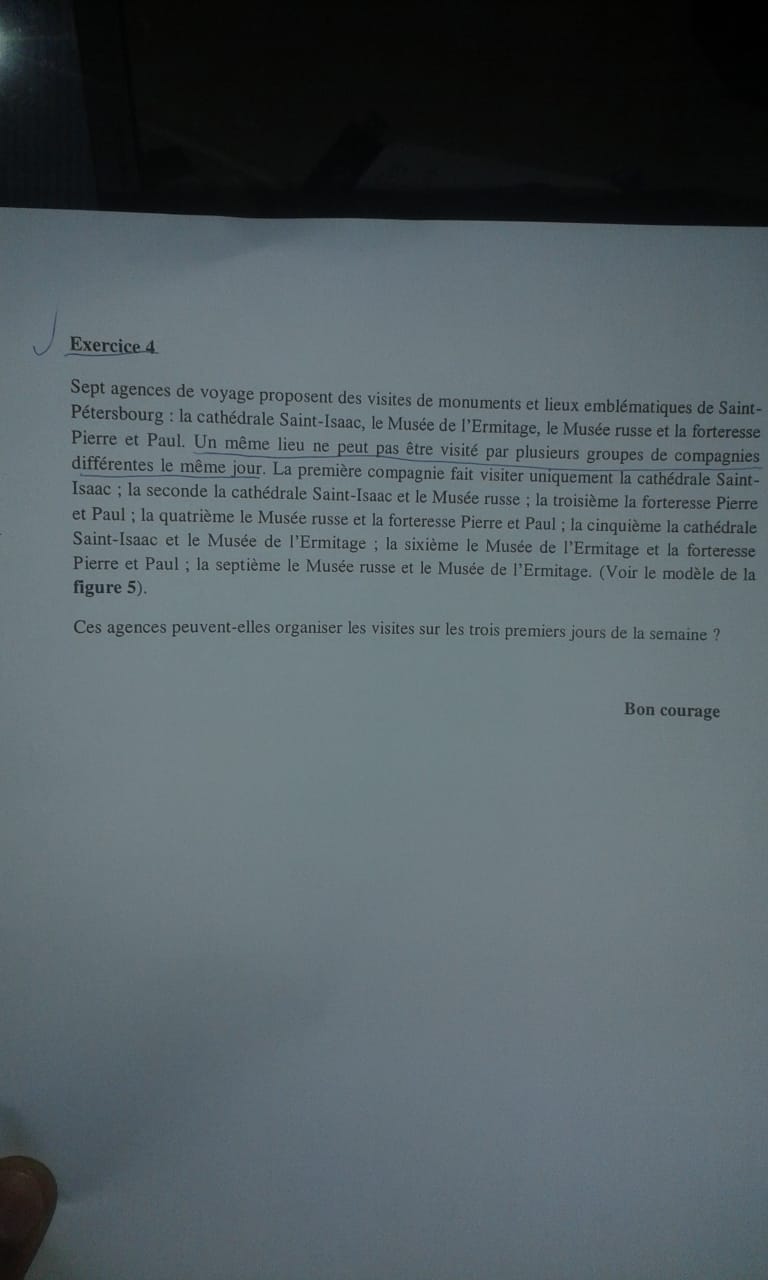 Exercice 4
Sept agences de voyage proposent des visites de monuments et lieux emblématiques de Saint-
Pétersbourg : la cathédrale Saint-Isaac, le Musée de l'Ermitage, le Musée russe et la forteresse
Pierre et Paul. Un même lieu ne peut pas être visité par plusieurs groupes de compagnies
différentes le même jour. La première compagnie fait visiter uniquement la cathédrale Saint-
Isaac ; la seconde la cathédrale Saint-Isaac et le Musée russe ; la troisième la forteresse Pierre
et Paul ; la quatrième le Musée russe et la forteresse Pierre et Paul ; la cinquième la cathédrale
Saint-Isaac et le Musée de l'Ermitage ; la sixième le Musée de l'Ermitage et la forteresse
Pierre et Paul ; la septième le Musée russe et le Musée de l'Ermitage. (Voir le modèle de la
figure 5).
Ces agences peuvent-elles organiser les visites sur les trois premiers jours de la semaine ?
Bon courage